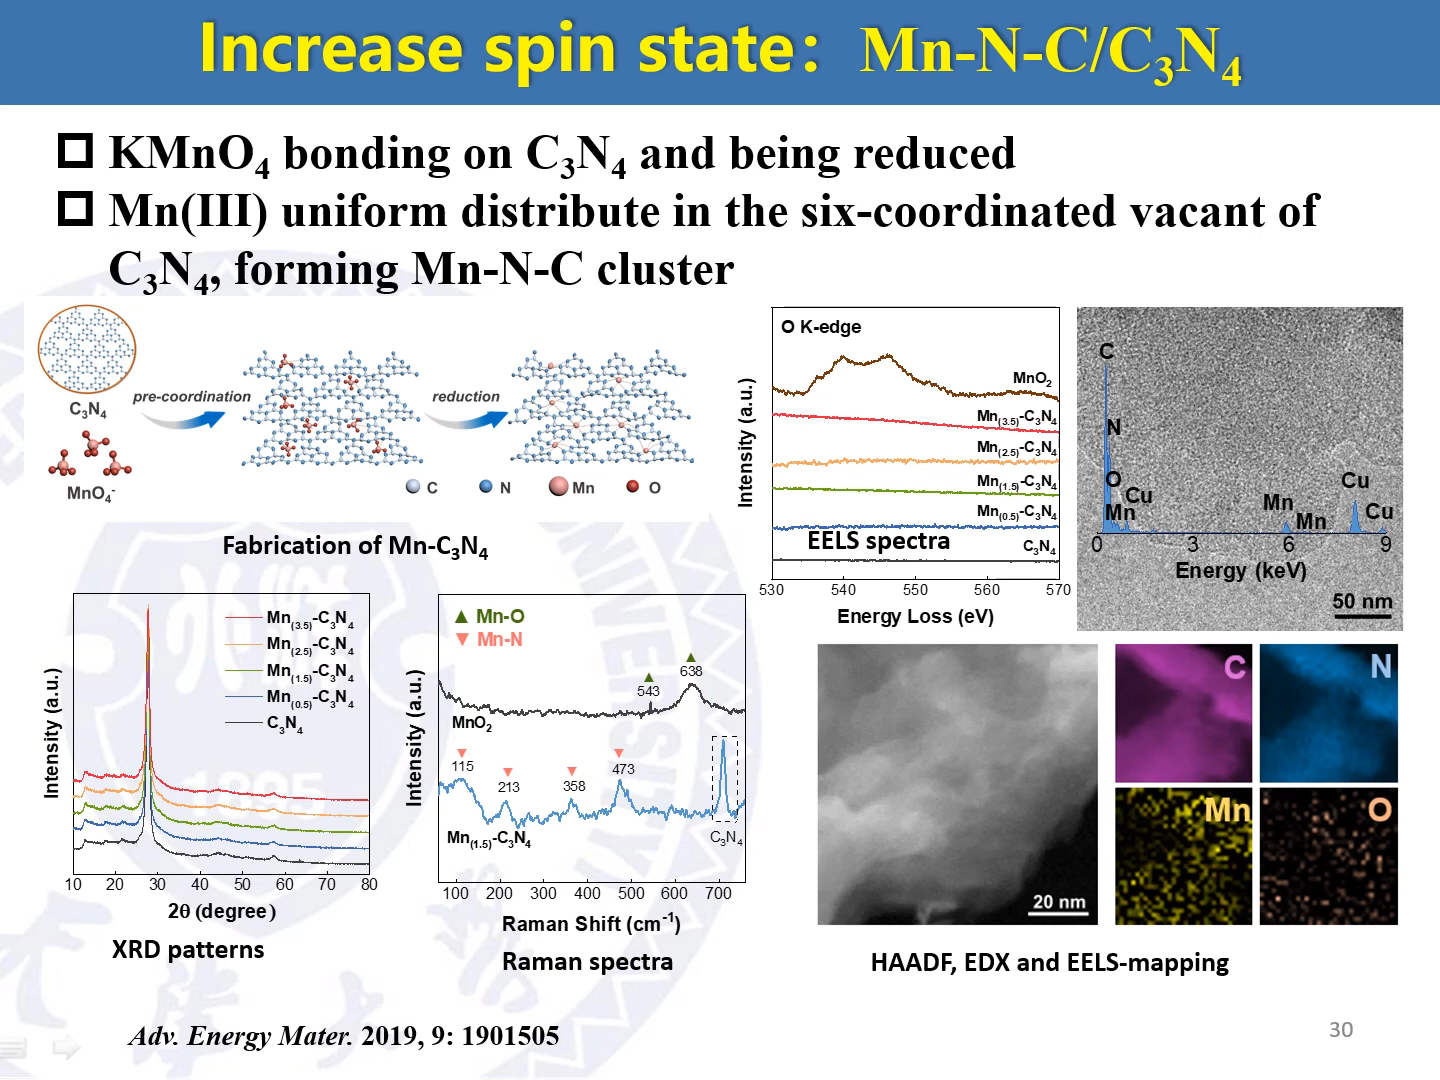 Increase spin state：Mn-N-C/C₃N₄
KMnO₄ bonding on C₃N₄ and being reduced
Mn(III) uniform distribute in the six-coordinated vacant of
C₃N₄, forming Mn-N-C cluster
C₃N₄
MnO₄⁻
pre-coordination
reduction
C
N
Mn
O
Fabrication of Mn-C₃N₄
O K-edge
MnO₂
Mn₍₃.₅₎-C₃N₄
Mn₍₂.₅₎-C₃N₄
Mn₍₁.₅₎-C₃N₄
Mn₍₀.₅₎-C₃N₄
C₃N₄
EELS spectra
530 540 550 560 570
Energy Loss (eV)
Intensity (a.u.)
C
N
O
Cu
Mn
Mn
Mn
Cu
Cu
0 3 6 9
Energy (keV)
50 nm
Mn₍₃.₅₎-C₃N₄
Mn₍₂.₅₎-C₃N₄
Mn₍₁.₅₎-C₃N₄
Mn₍₀.₅₎-C₃N₄
C₃N₄
Intensity (a.u.)
10 20 30 40 50 60 70 80
2θ (degree)
XRD patterns
Mn-O
Mn-N
638
543
MnO₂
115
213
358
473
Mn₍₁.₅₎-C₃N₄
C₃N₄
Intensity (a.u.)
100 200 300 400 500 600 700
Raman Shift (cm⁻¹)
Raman spectra
20 nm
C
N
Mn
O
HAADF, EDX and EELS-mapping
Adv. Energy Mater. 2019, 9: 1901505
30